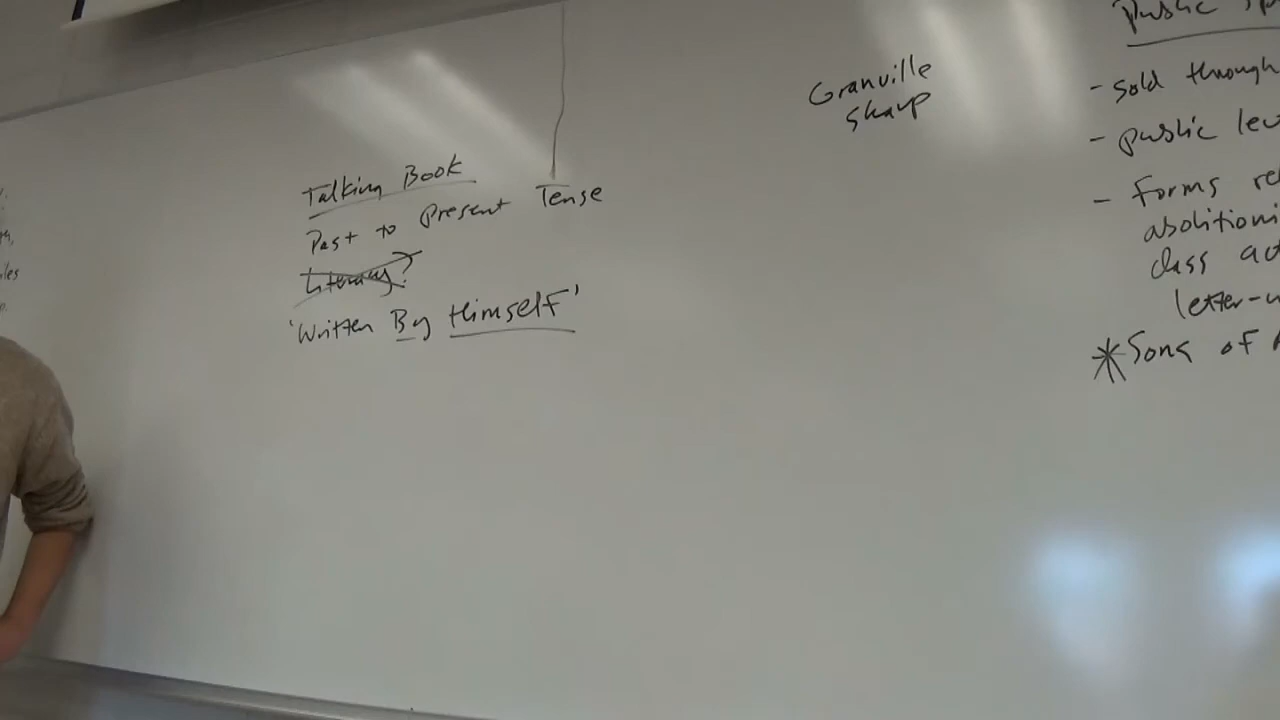 Talking Book
Past to Present Tense
Literacy?
'Written By Himself'
Granville
Sharp
Public
- sold through
- public
- forms
abolitioni
class
letter-
* Sons of